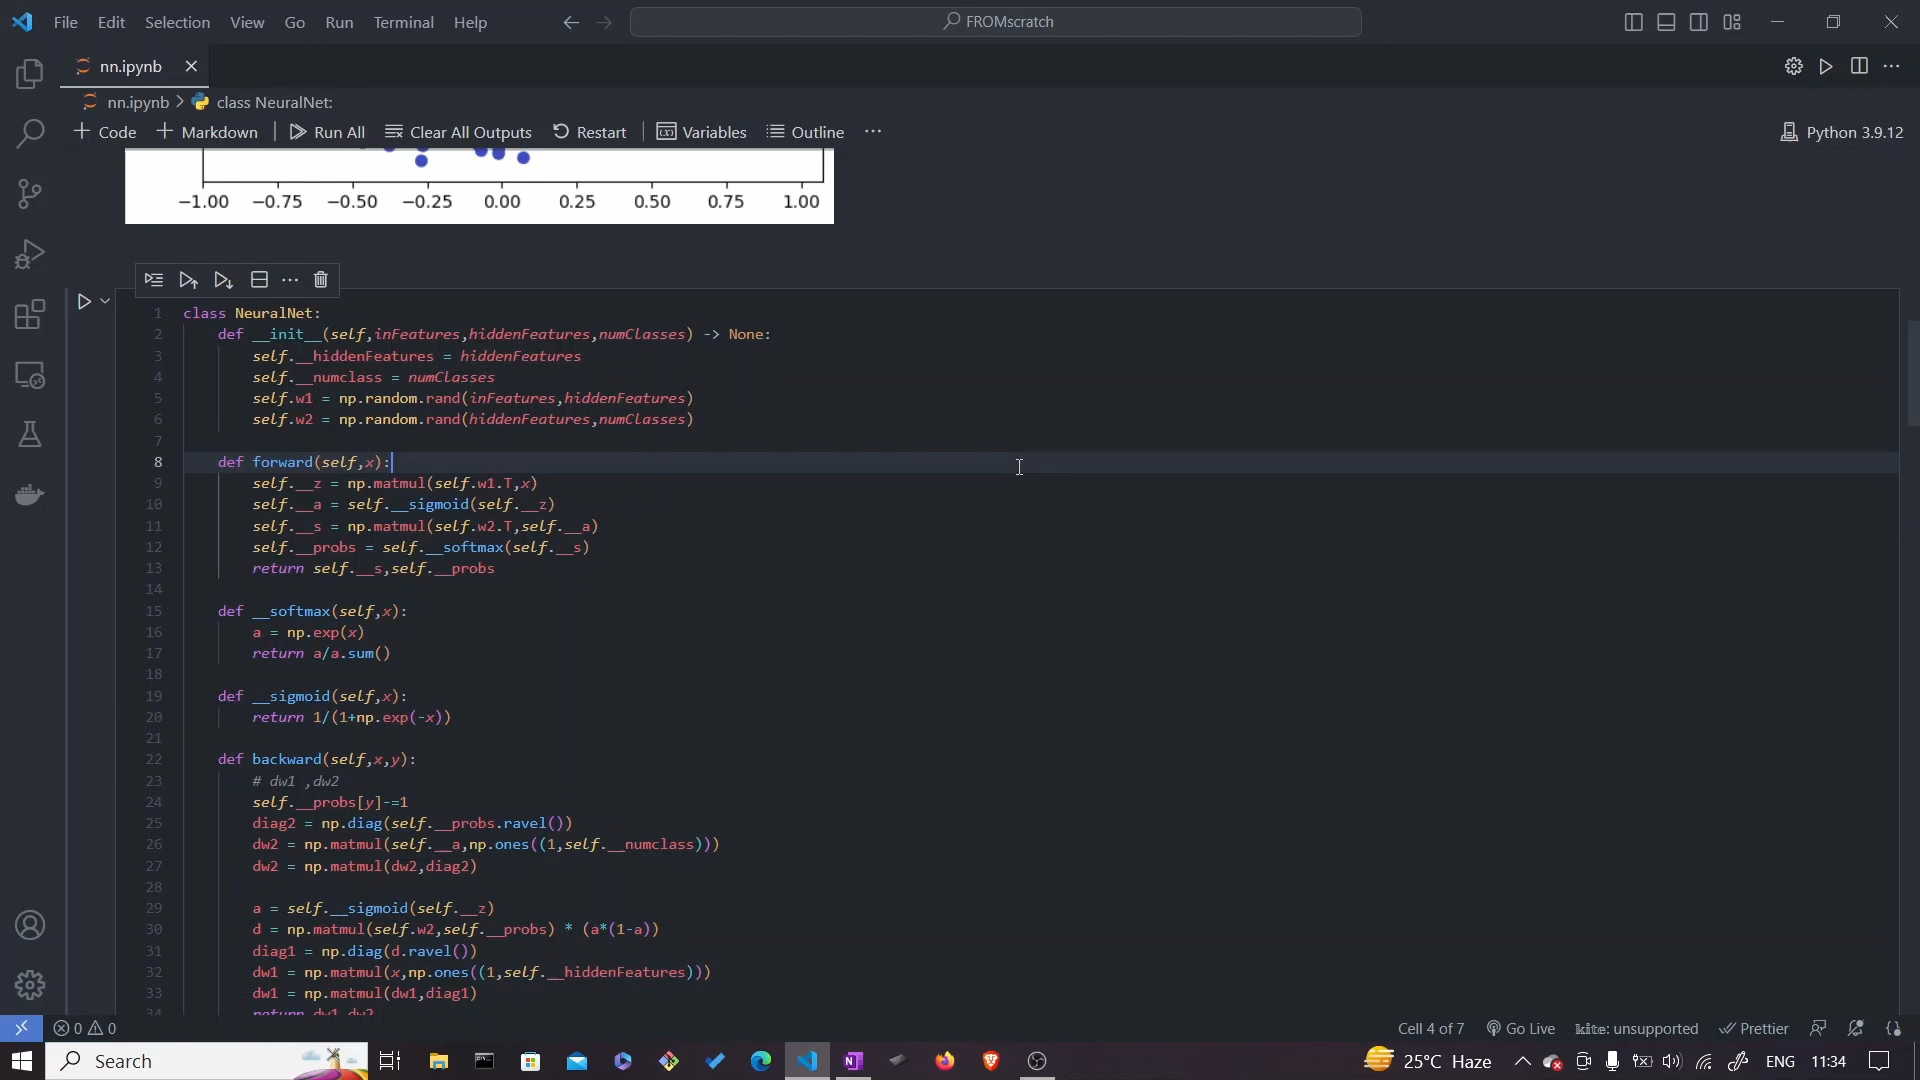 File Edit Selection View Go Run Terminal Help
FROMscratch
nn.ipynb
nn.ipynb > class NeuralNet:
+ Code + Markdown Run All Clear All Outputs Restart Variables Outline ...
Python 3.9.12
−1.00 −0.75 −0.50 −0.25 0.00 0.25 0.50 0.75 1.00
1 class NeuralNet:
2 def __init__(self,inFeatures,hiddenFeatures,numClasses) -> None:
3 self.__hiddenFeatures = hiddenFeatures
4 self.__numclass = numClasses
5 self.w1 = np.random.rand(inFeatures,hiddenFeatures)
6 self.w2 = np.random.rand(hiddenFeatures,numClasses)
7
8 def forward(self,x):
9 self.__z = np.matmul(self.w1.T,x)
10 self.__a = self.__sigmoid(self.__z)
11 self.__s = np.matmul(self.w2.T,self.__a)
12 self.__probs = self.__softmax(self.__s)
13 return self.__s,self.__probs
14
15 def __softmax(self,x):
16 a = np.exp(x)
17 return a/a.sum()
18
19 def __sigmoid(self,x):
20 return 1/(1+np.exp(-x))
21
22 def backward(self,x,y):
23 # dw1 ,dw2
24 self.__probs[y]-=1
25 diag2 = np.diag(self.__probs.ravel())
26 dw2 = np.matmul(self.__a,np.ones((1,self.__numclass)))
27 dw2 = np.matmul(dw2,diag2)
28
29 a = self.__sigmoid(self.__z)
30 d = np.matmul(self.w2,self.__probs) * (a*(1-a))
31 diag1 = np.diag(d.ravel())
32 dw1 = np.matmul(x,np.ones((1,self.__hiddenFeatures)))
33 dw1 = np.matmul(dw1,diag1)
34 return dw1,dw2
0 0 Cell 4 of 7 Go Live kite: unsupported Prettier
Search 25°C Haze ENG 11:34